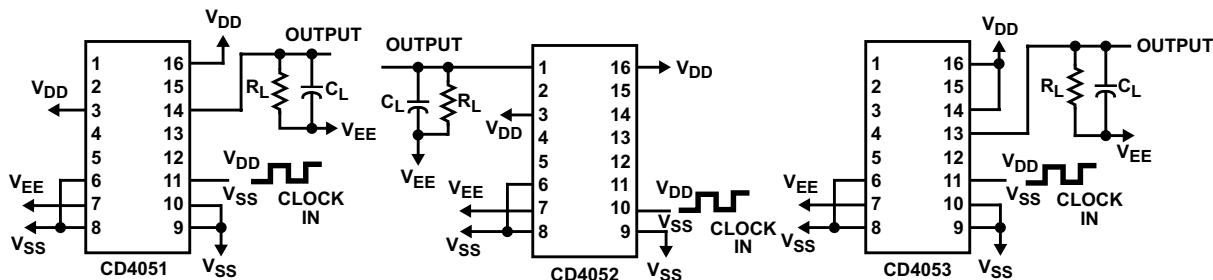 VDD
OUTPUT
1 16
2 15
VDD
3 14
4 13
5 12
6 11
7 10
8 9
RL
CL
VEE
VDD
VSS
CLOCK
IN
VEE
VSS
VSS
CD4051
OUTPUT
1 16
2 15
3 14
4 13
5 12
6 11
7 10
8 9
VDD
CL
RL
VDD
VEE
VEE
VDD
VSS
CLOCK
IN
VSS
VSS
CD4052
VDD
OUTPUT
1 16
2 15
3 14
4 13
5 12
6 11
7 10
8 9
RL
CL
VEE
VDD
VSS
CLOCK
IN
VEE
VSS
VSS
CD4053